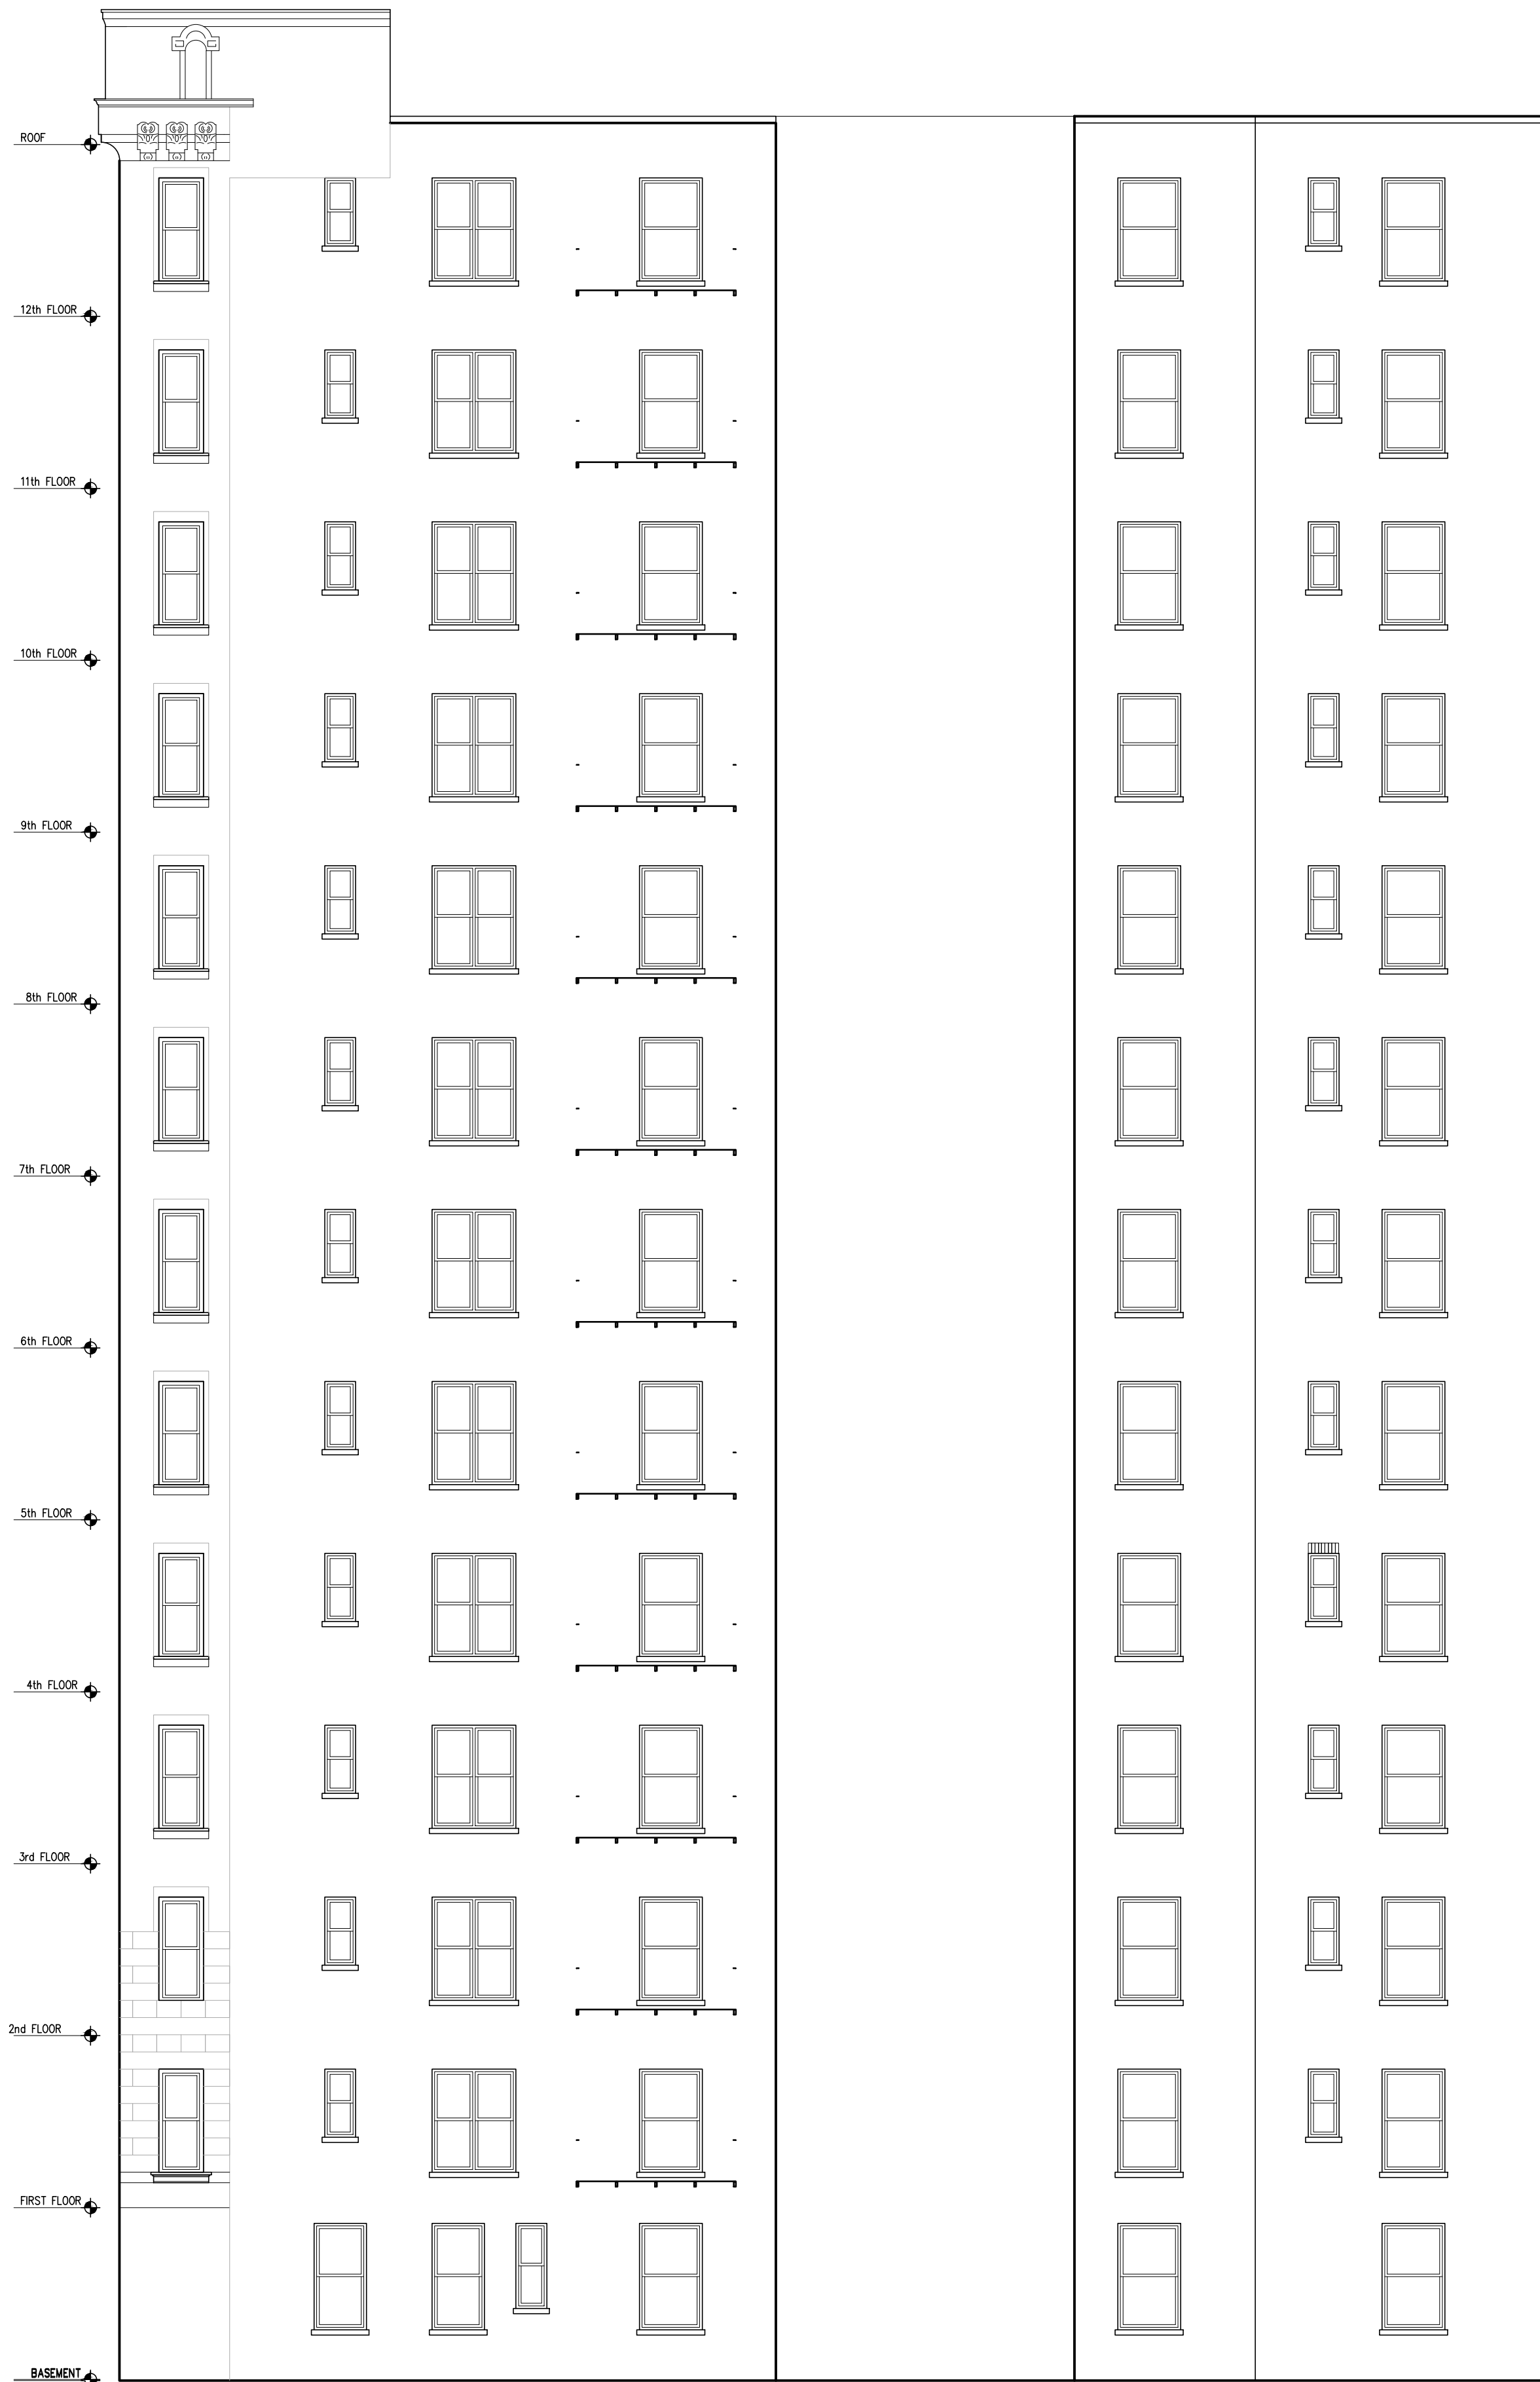 ROOF
12th FLOOR
11th FLOOR
10th FLOOR
9th FLOOR
8th FLOOR
7th FLOOR
6th FLOOR
5th FLOOR
4th FLOOR
3rd FLOOR
2nd FLOOR
FIRST FLOOR
BASEMENT